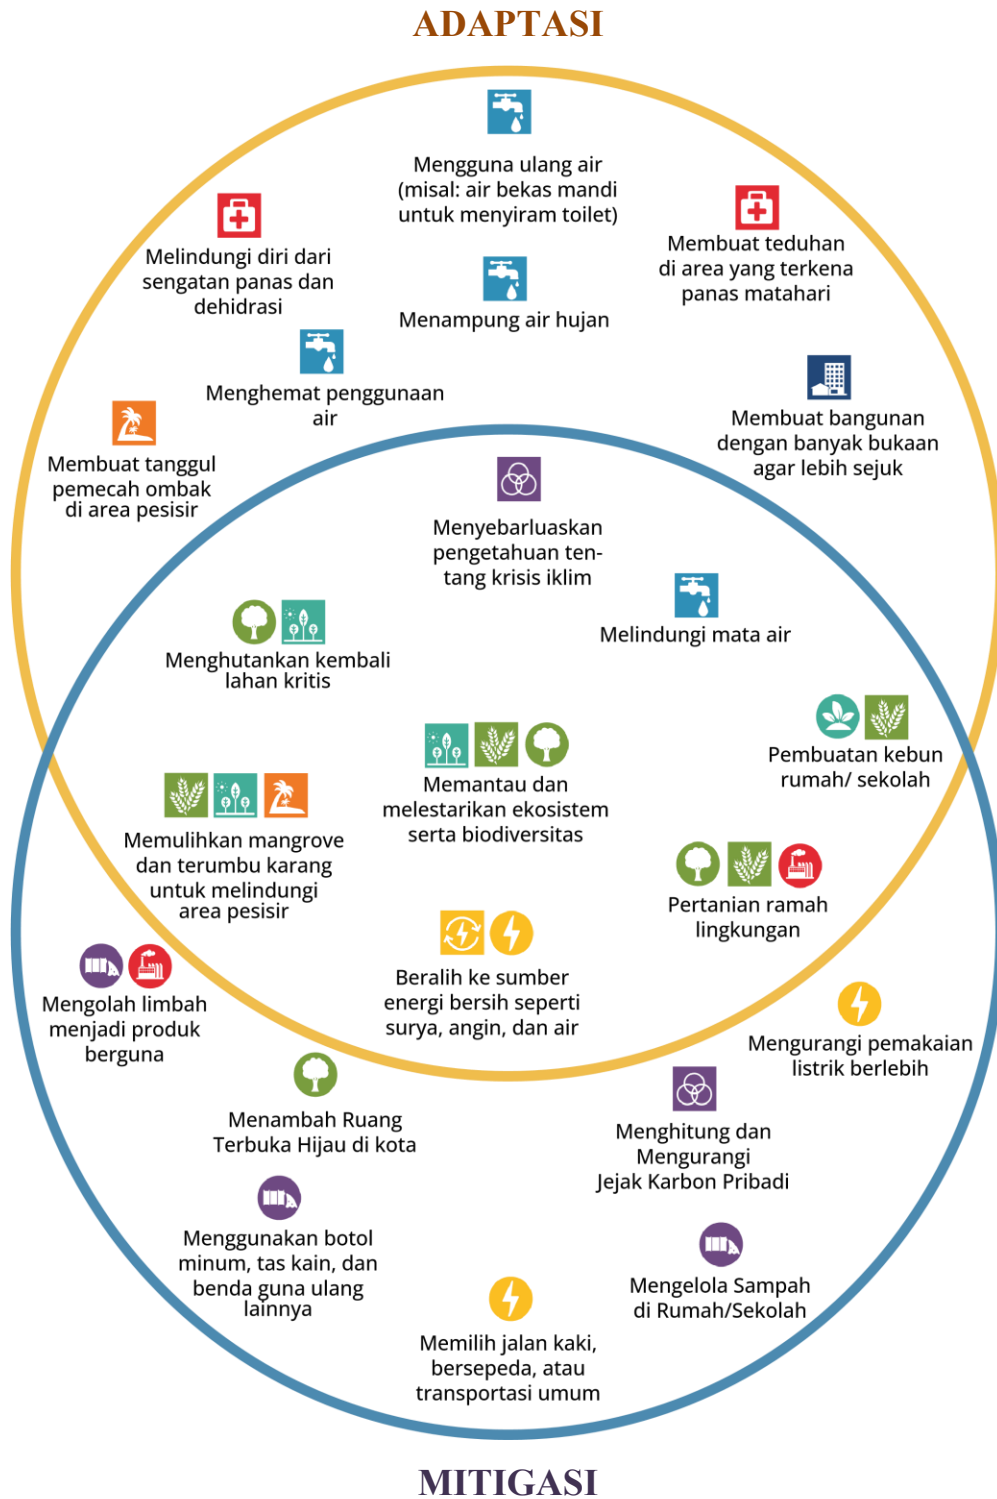 ADAPTASI
Mengguna ulang air
(misal: air bekas mandi
untuk menyiram toilet)
Melindungi diri dari
sengatan panas dan
dehidrasi
Membuat teduhan
di area yang terkena
panas matahari
Menampung air hujan
Menghemat penggunaan
air
Membuat bangunan
dengan banyak bukaan
agar lebih sejuk
Membuat tanggul
pemecah ombak
di area pesisir
Menyebarluaskan
pengetahuan ten-
tang krisis iklim
Melindungi mata air
Menghutankan kembali
lahan kritis
Pembuatan kebun
rumah/ sekolah
Memantau dan
melestarikan ekosistem
serta biodiversitas
Memulihkan mangrove
dan terumbu karang
untuk melindungi
area pesisir
Pertanian ramah
lingkungan
Beralih ke sumber
energi bersih seperti
surya, angin, dan air
Mengolah limbah
menjadi produk
berguna
Mengurangi pemakaian
listrik berlebih
Menambah Ruang
Terbuka Hijau di kota
Menghitung dan
Mengurangi
Jejak Karbon Pribadi
Menggunakan botol
minum, tas kain, dan
benda guna ulang
lainnya
Mengelola Sampah
di Rumah/Sekolah
Memilih jalan kaki,
bersepeda, atau
transportasi umum
MITIGASI